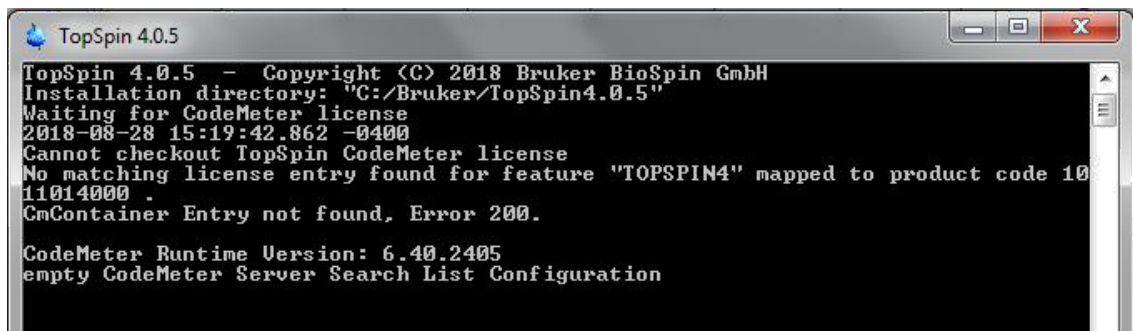 TopSpin 4.0.5
TopSpin 4.0.5  -  Copyright (C) 2018 Bruker BioSpin GmbH
Installation directory: "C:/Bruker/TopSpin4.0.5"
Waiting for CodeMeter license
2018-08-28 15:19:42.862 -0400
Cannot checkout TopSpin CodeMeter license
No matching license entry found for feature "TOPSPIN4" mapped to product code 10
11014000 .
CmContainer Entry not found, Error 200.
CodeMeter Runtime Version: 6.40.2405
empty CodeMeter Server Search List Configuration